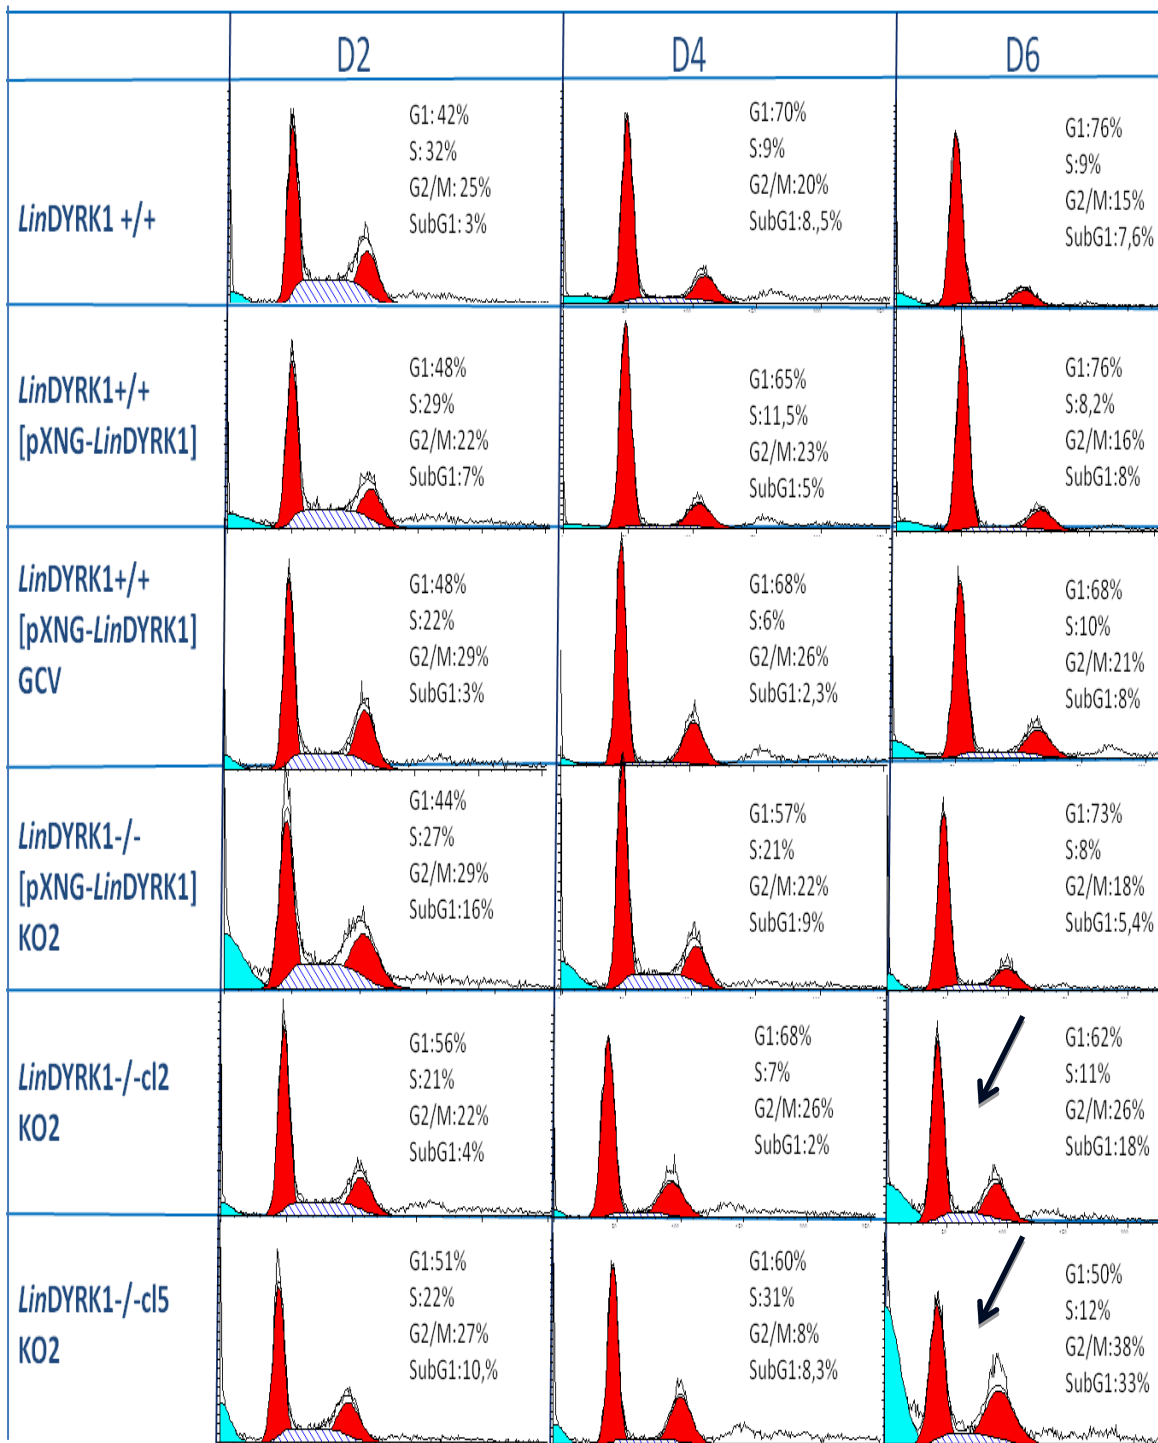 D2 D4 D6
LinDYRK1 +/+
G1: 42%
S: 32%
G2/M: 25%
SubG1: 3%
G1:70%
S:9%
G2/M:20%
SubG1:8.,5%
G1:76%
S:9%
G2/M:15%
SubG1:7,6%
LinDYRK1+/+
[pXNG-LinDYRK1]
G1:48%
S:29%
G2/M:22%
SubG1:7%
G1:65%
S:11,5%
G2/M:23%
SubG1:5%
G1:76%
S:8,2%
G2/M:16%
SubG1:8%
LinDYRK1+/+
[pXNG-LinDYRK1]
GCV
G1:48%
S:22%
G2/M:29%
SubG1:3%
G1:68%
S:6%
G2/M:26%
SubG1:2,3%
G1:68%
S:10%
G2/M:21%
SubG1:8%
LinDYRK1-/-
[pXNG-LinDYRK1]
KO2
G1:44%
S:27%
G2/M:29%
SubG1:16%
G1:57%
S:21%
G2/M:22%
SubG1:9%
G1:73%
S:8%
G2/M:18%
SubG1:5,4%
LinDYRK1-/-cl2
KO2
G1:56%
S:21%
G2/M:22%
SubG1:4%
G1:68%
S:7%
G2/M:26%
SubG1:2%
G1:62%
S:11%
G2/M:26%
SubG1:18%
LinDYRK1-/-cl5
KO2
G1:51%
S:22%
G2/M:27%
SubG1:10,%
G1:60%
S:31%
G2/M:8%
SubG1:8,3%
G1:50%
S:12%
G2/M:38%
SubG1:33%